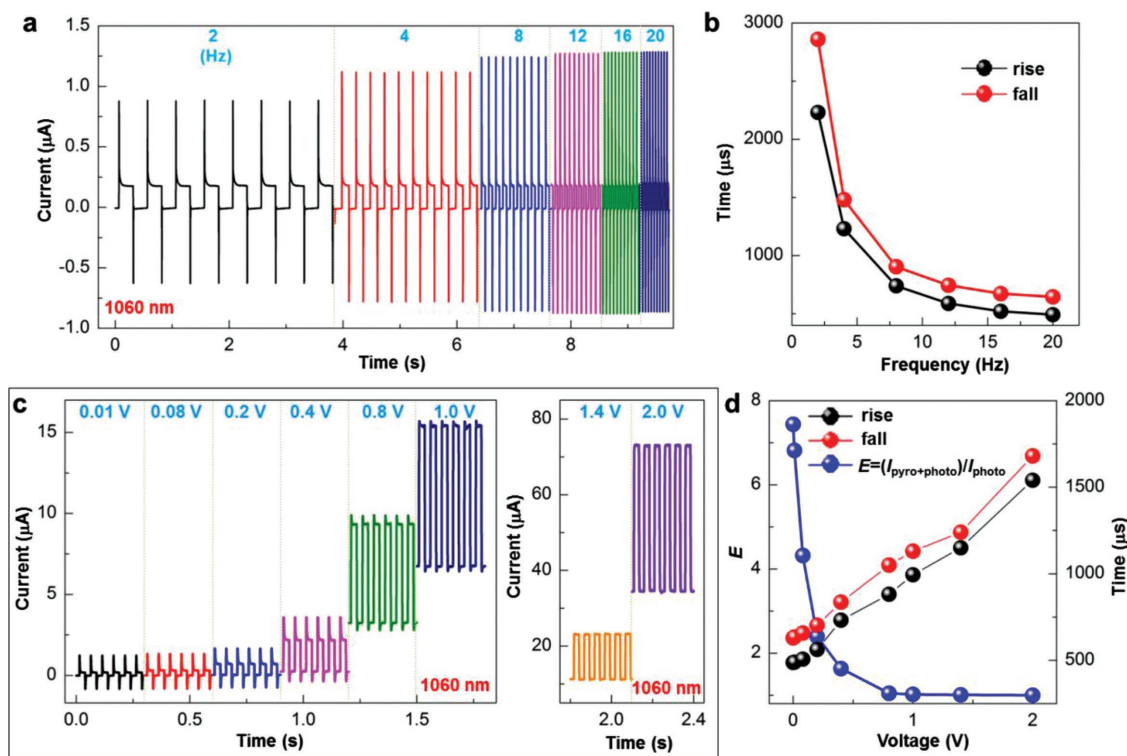 a
1.5
1.0
0.5
0.0
-0.5
-1.0
Current (μA)
2
(Hz)
4
8
12
16
20
1060 nm
0
2
4
6
8
Time (s)
b
3000
2000
1000
Time (μs)
rise
fall
0
5
10
15
20
Frequency (Hz)
c
0.01 V
0.08 V
0.2 V
0.4 V
0.8 V
1.0 V
15
10
5
0
Current (μA)
1060 nm
0.0
0.5
1.0
1.5
Time (s)
1.4 V
2.0 V
80
60
40
20
0
Current (μA)
1060 nm
2.0
2.4
Time (s)
d
8
6
4
2
E
rise
fall
E=(Ipyro+photo)/Iphoto
2000
1500
1000
500
Time (μs)
0
1
2
Voltage (V)